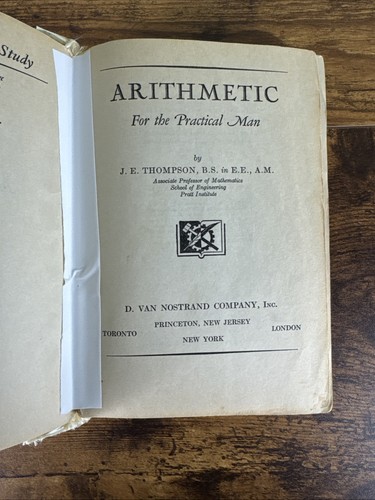 Study
ARITHMETIC
For the Practical Man
by
J. E. THOMPSON, B.S. in E.E., A.M.
Associate Professor of Mathematics
School of Engineering
Pratt Institute
D. VAN NOSTRAND COMPANY, INC.
PRINCETON, NEW JERSEY
TORONTO LONDON
NEW YORK